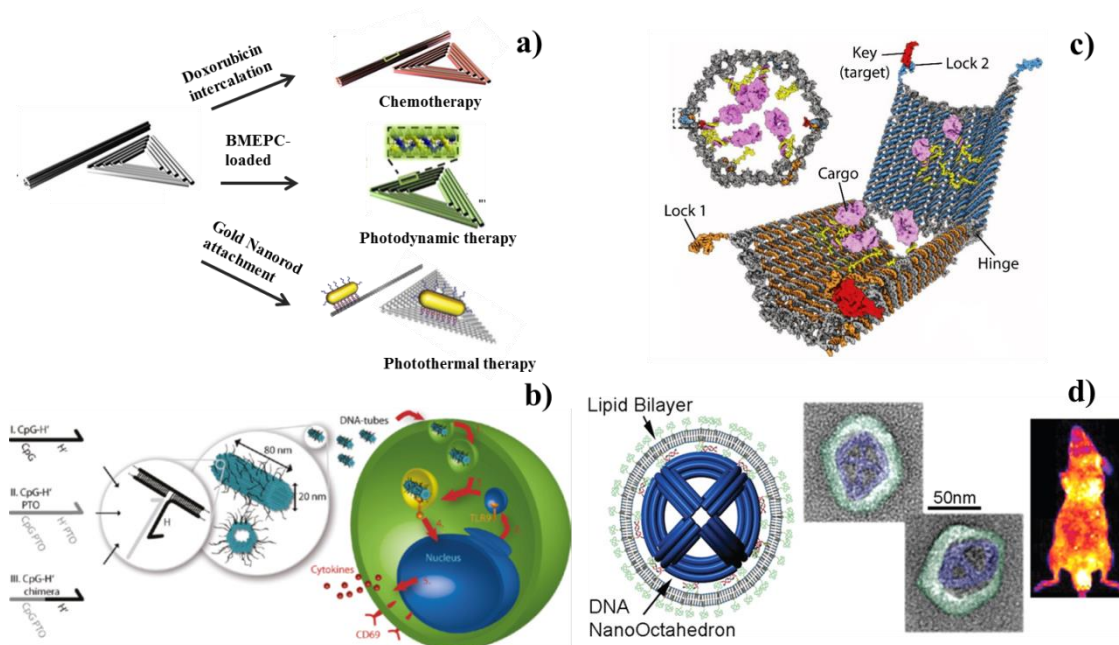 a)
Doxorubicin
intercalation
Chemotherapy
BMEPC-
loaded
Photodynamic therapy
Gold Nanorod
attachment
Photothermal therapy
c)
Key
(target)
Lock 2
Cargo
Lock 1
Hinge
b)
I. CpG-H'
CpG
H'
II. CpG-H'
PTO
CpG PTO
H' PTO
III. CpG-H'
chimera
CpG PTO
H'
H
80 nm
20 nm
DNA-tubes
TLR9
Nucleus
Cytokines
CD69
d)
Lipid Bilayer
50nm
DNA
NanoOctahedron